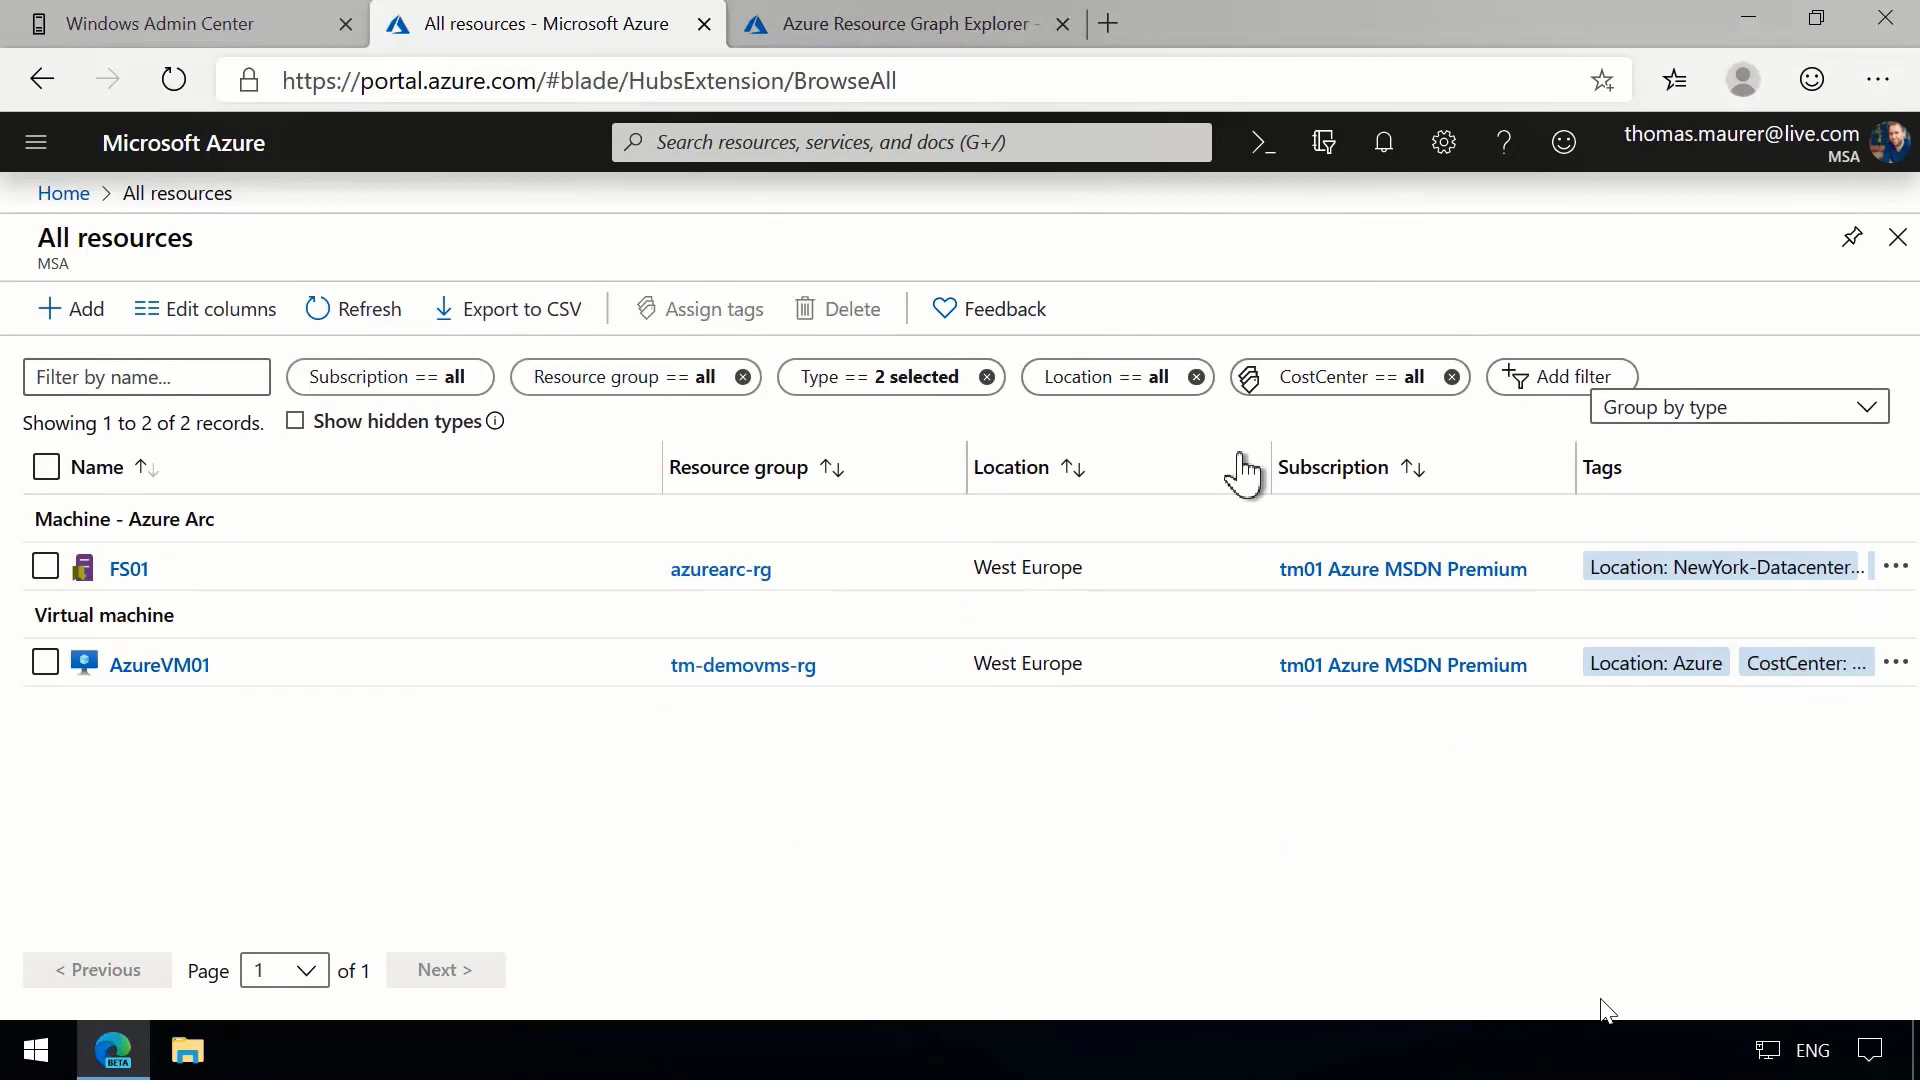 Windows Admin Center
All resources - Microsoft Azure
Azure Resource Graph Explorer -
https://portal.azure.com/#blade/HubsExtension/BrowseAll
Microsoft Azure
Search resources, services, and docs (G+/)
thomas.maurer@live.com
MSA
Home > All resources
All resources
MSA
Add
Edit columns
Refresh
Export to CSV
Assign tags
Delete
Feedback
Filter by name...
Subscription == all
Resource group == all
Type == 2 selected
Location == all
CostCenter == all
Add filter
Showing 1 to 2 of 2 records.
Show hidden types
Group by type
Name
Resource group
Location
Subscription
Tags
Machine - Azure Arc
FS01
azurearc-rg
West Europe
tm01 Azure MSDN Premium
Location: NewYork-Datacenter...
Virtual machine
AzureVM01
tm-demovms-rg
West Europe
tm01 Azure MSDN Premium
Location: Azure
CostCenter: ...
< Previous
Page
1
of 1
Next >
BETA
ENG